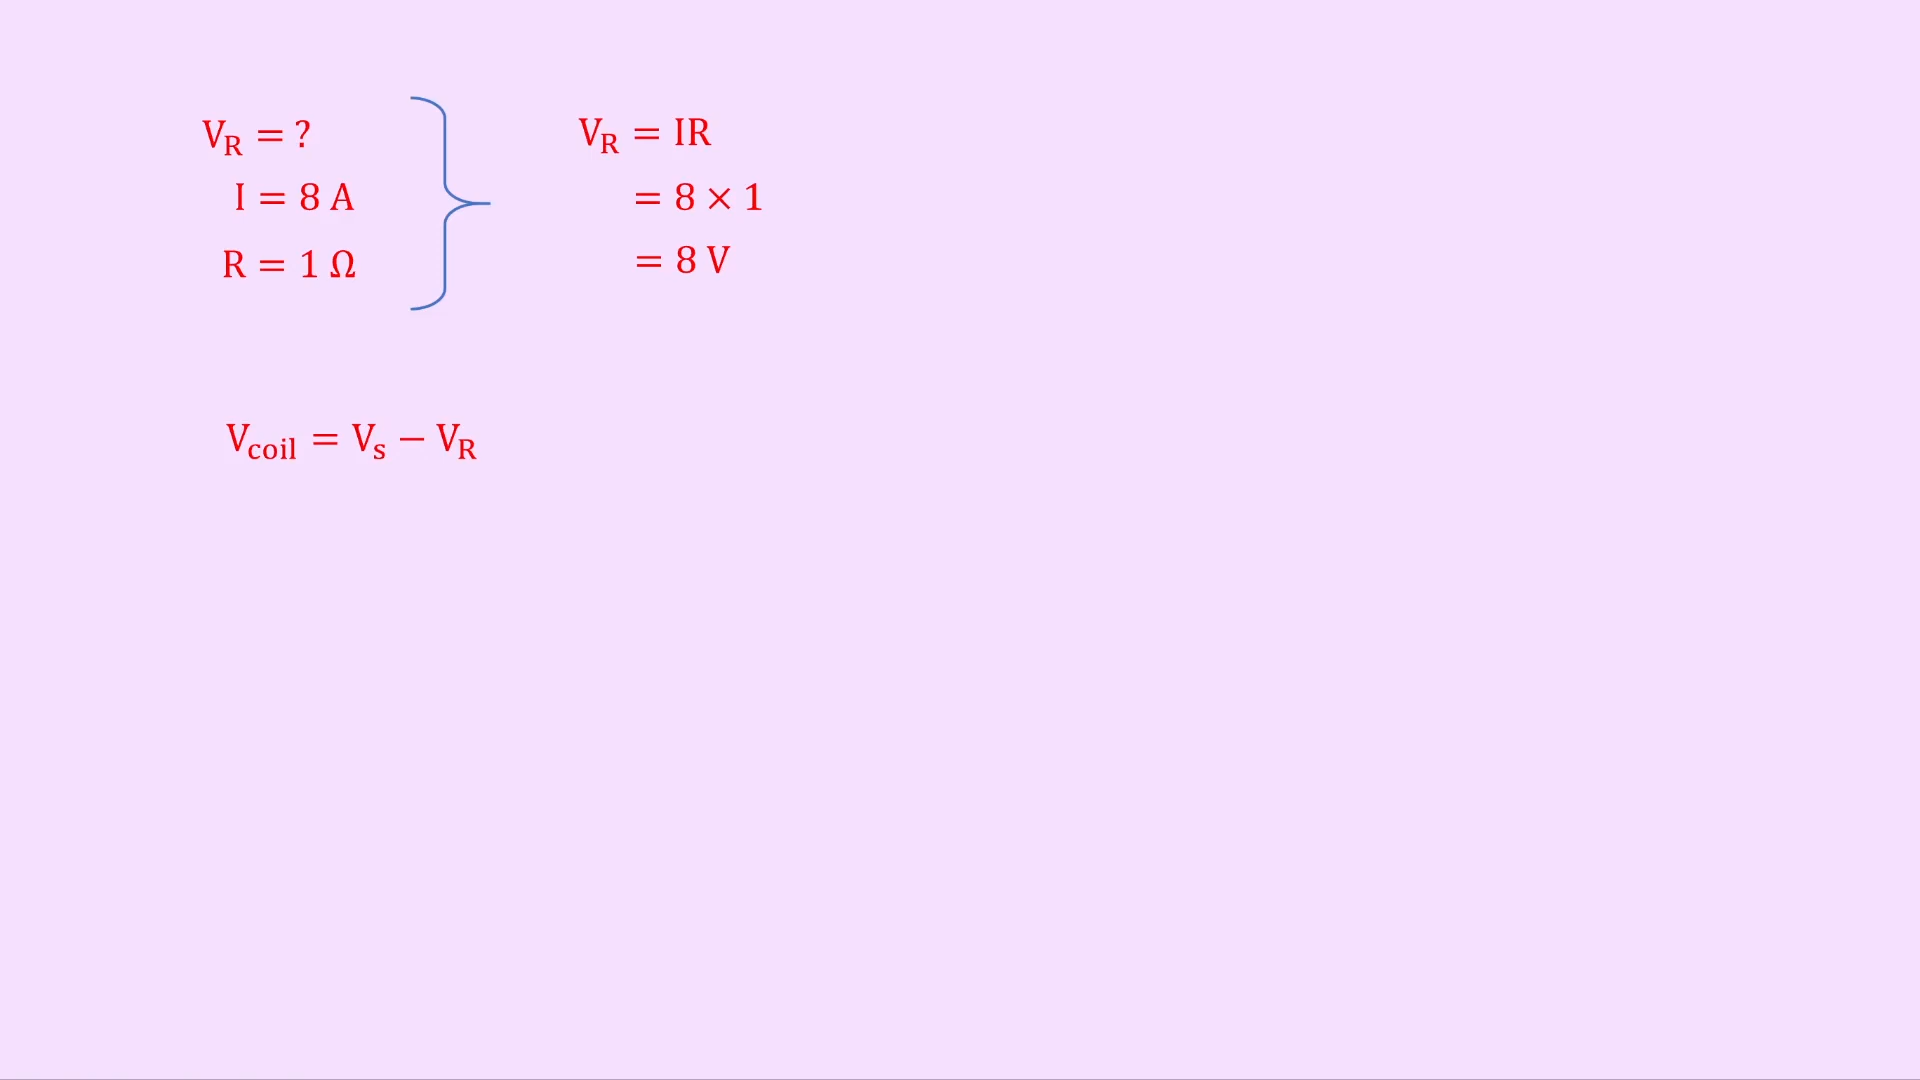 V_R = ?
I = 8 A
R = 1 Ω
V_R = IR
= 8 × 1
= 8 V
V_coil = V_s − V_R